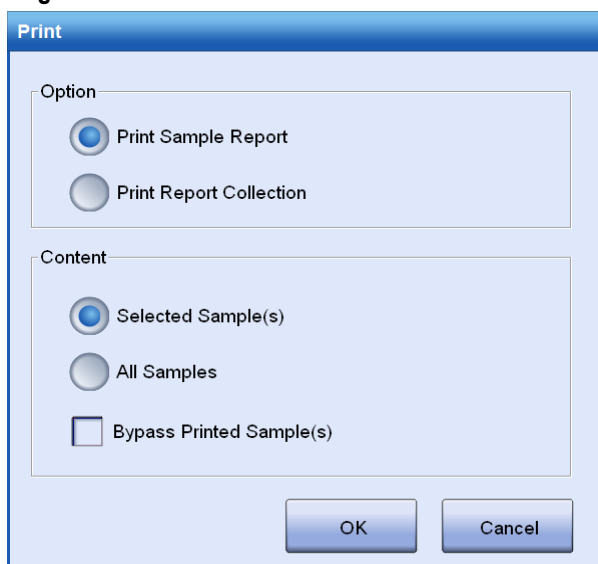 Print
Option
Print Sample Report
Print Report Collection
Content
Selected Sample(s)
All Samples
Bypass Printed Sample(s)
OK Cancel